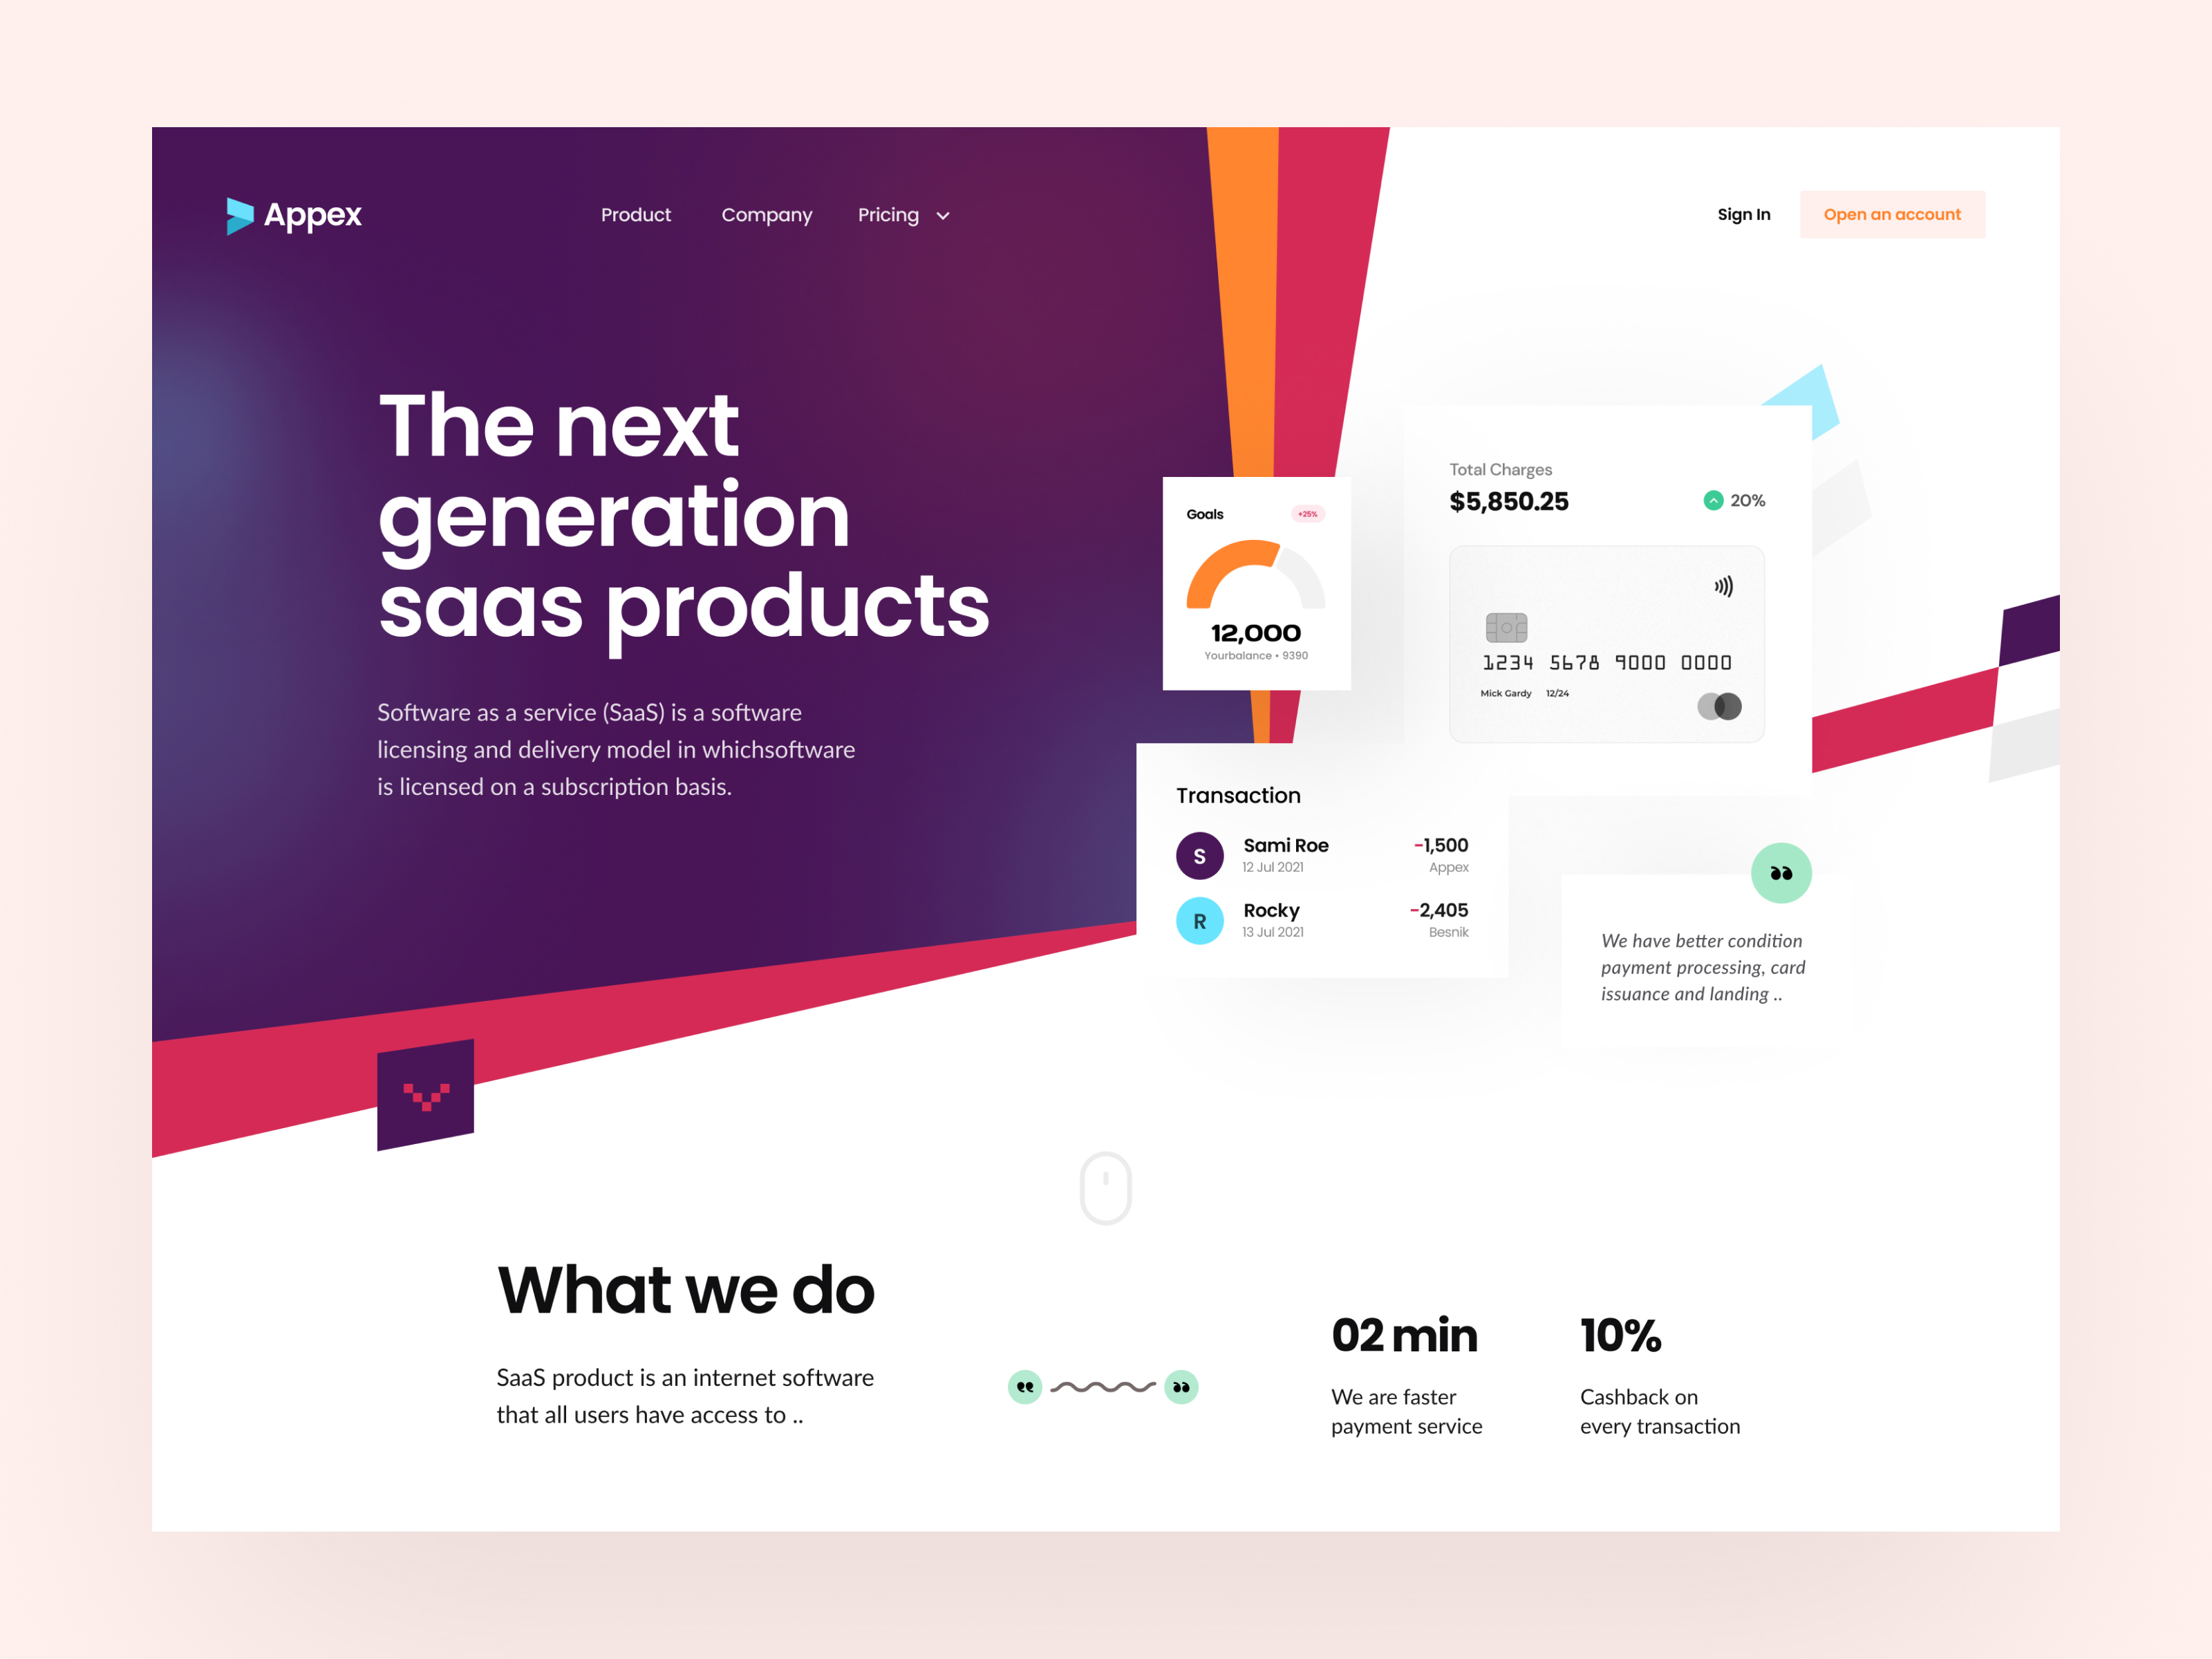 Appex
Product
Company
Pricing
Sign In
Open an account
The next
generation
saas products
Software as a service (SaaS) is a software
licensing and delivery model in whichsoftware
is licensed on a subscription basis.
Goals
+25%
12,000
Yourbalance • 9390
Total Charges
$5,850.25
20%
1234 5678 9000 0000
Mick Gardy 12/24
Transaction
S
Sami Roe
-1,500
12 Jul 2021
Appex
R
Rocky
-2,405
13 Jul 2021
Besnik
We have better condition
payment processing, card
issuance and landing ..
What we do
SaaS product is an internet software
that all users have access to ..
02 min
We are faster
payment service
10%
Cashback on
every transaction